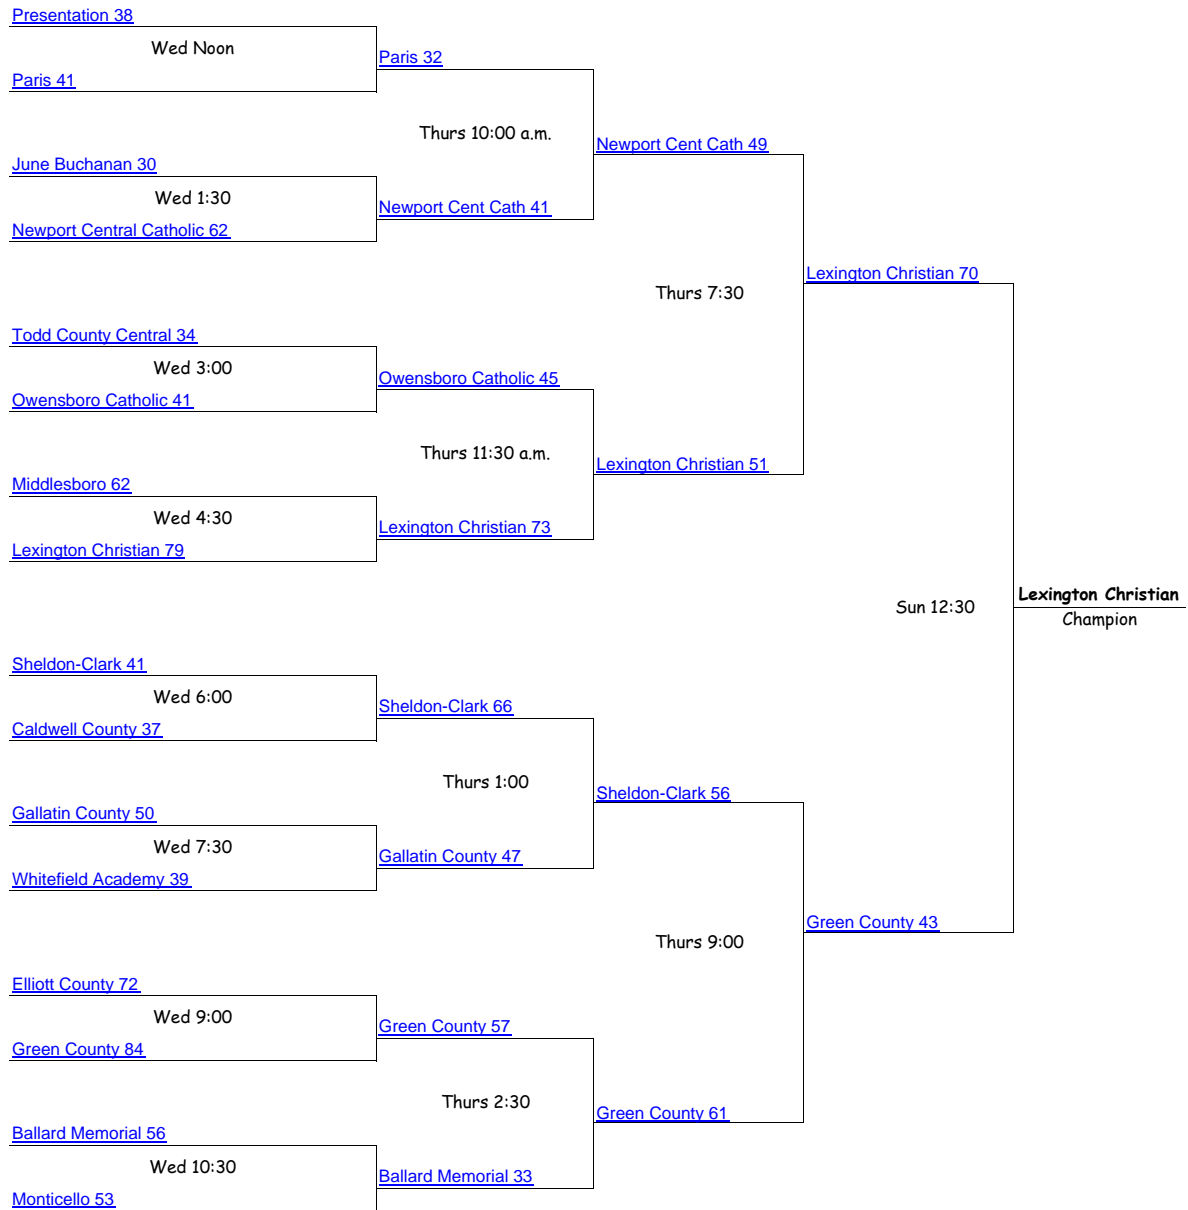 Presentation 38
Wed Noon
Paris 32
Paris 41
Thurs 10:00 a.m.
Newport Cent Cath 49
June Buchanan 30
Wed 1:30
Newport Cent Cath 41
Newport Central Catholic 62
Lexington Christian 70
Thurs 7:30
Todd County Central 34
Wed 3:00
Owensboro Catholic 45
Owensboro Catholic 41
Thurs 11:30 a.m.
Lexington Christian 51
Middlesboro 62
Wed 4:30
Lexington Christian 73
Lexington Christian 79
Sun 12:30
Lexington Christian
Champion
Sheldon-Clark 41
Wed 6:00
Sheldon-Clark 66
Caldwell County 37
Thurs 1:00
Sheldon-Clark 56
Gallatin County 50
Wed 7:30
Gallatin County 47
Whitefield Academy 39
Green County 43
Thurs 9:00
Elliott County 72
Wed 9:00
Green County 57
Green County 84
Thurs 2:30
Green County 61
Ballard Memorial 56
Wed 10:30
Ballard Memorial 33
Monticello 53